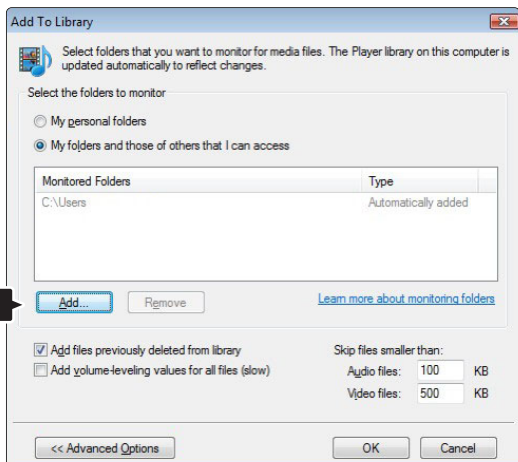 Add To Library
Select folders that you want to monitor for media files. The Player library on this computer is
updated automatically to reflect changes.
Select the folders to monitor
My personal folders
My folders and those of others that I can access
Monitored Folders Type
C:\Users Automatically added
Add... Remove Learn more about monitoring folders
Add files previously deleted from library Skip files smaller than:
Add volume-leveling values for all files (slow) Audio files: 100 KB
Video files: 500 KB
<< Advanced Options OK Cancel